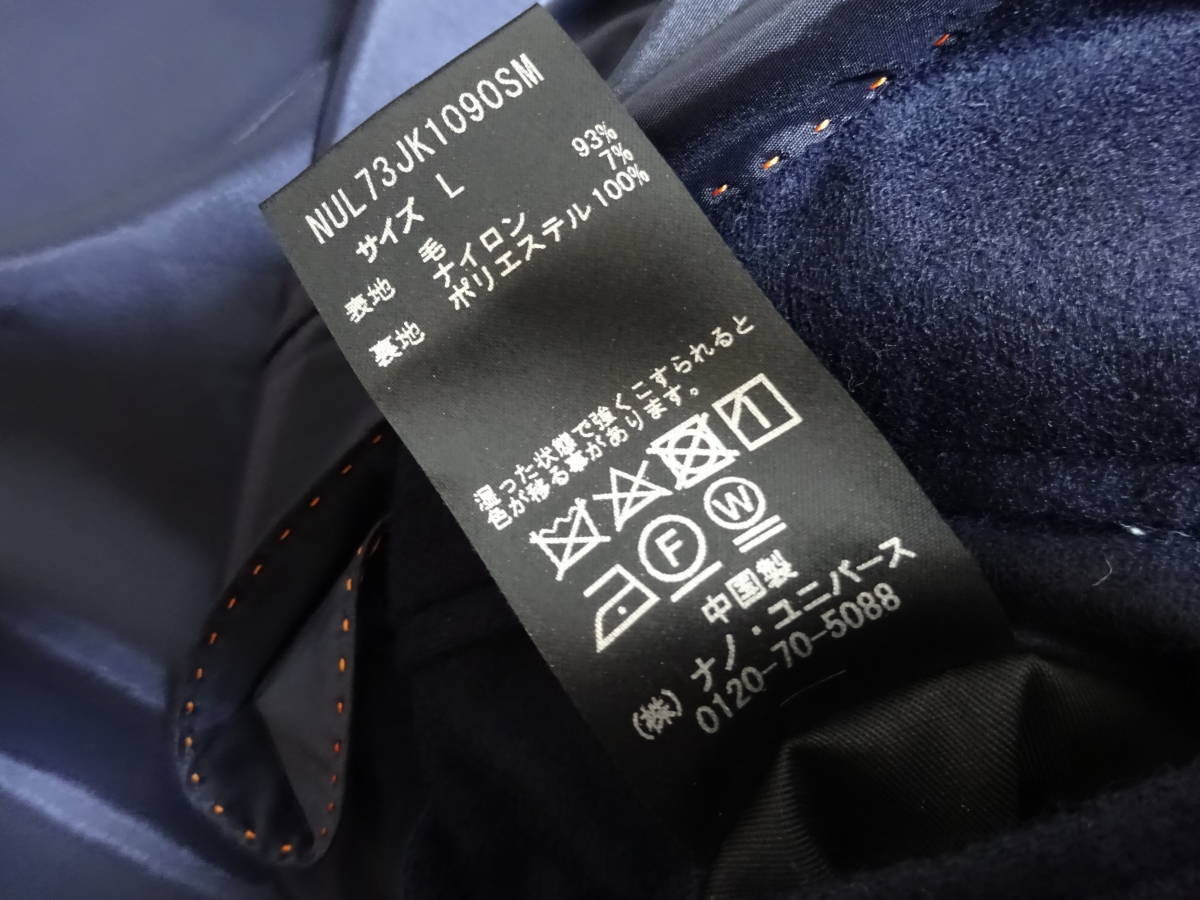 NUL73JK1090SM
サイズ L
表地 毛 93%
ナイロン 7%
裏地 ポリエステル 100%
湿った状態で強くこすられると
色が移る事があります。
F W
中国製
(株) ナノ・ユニバース
0120-70-5088